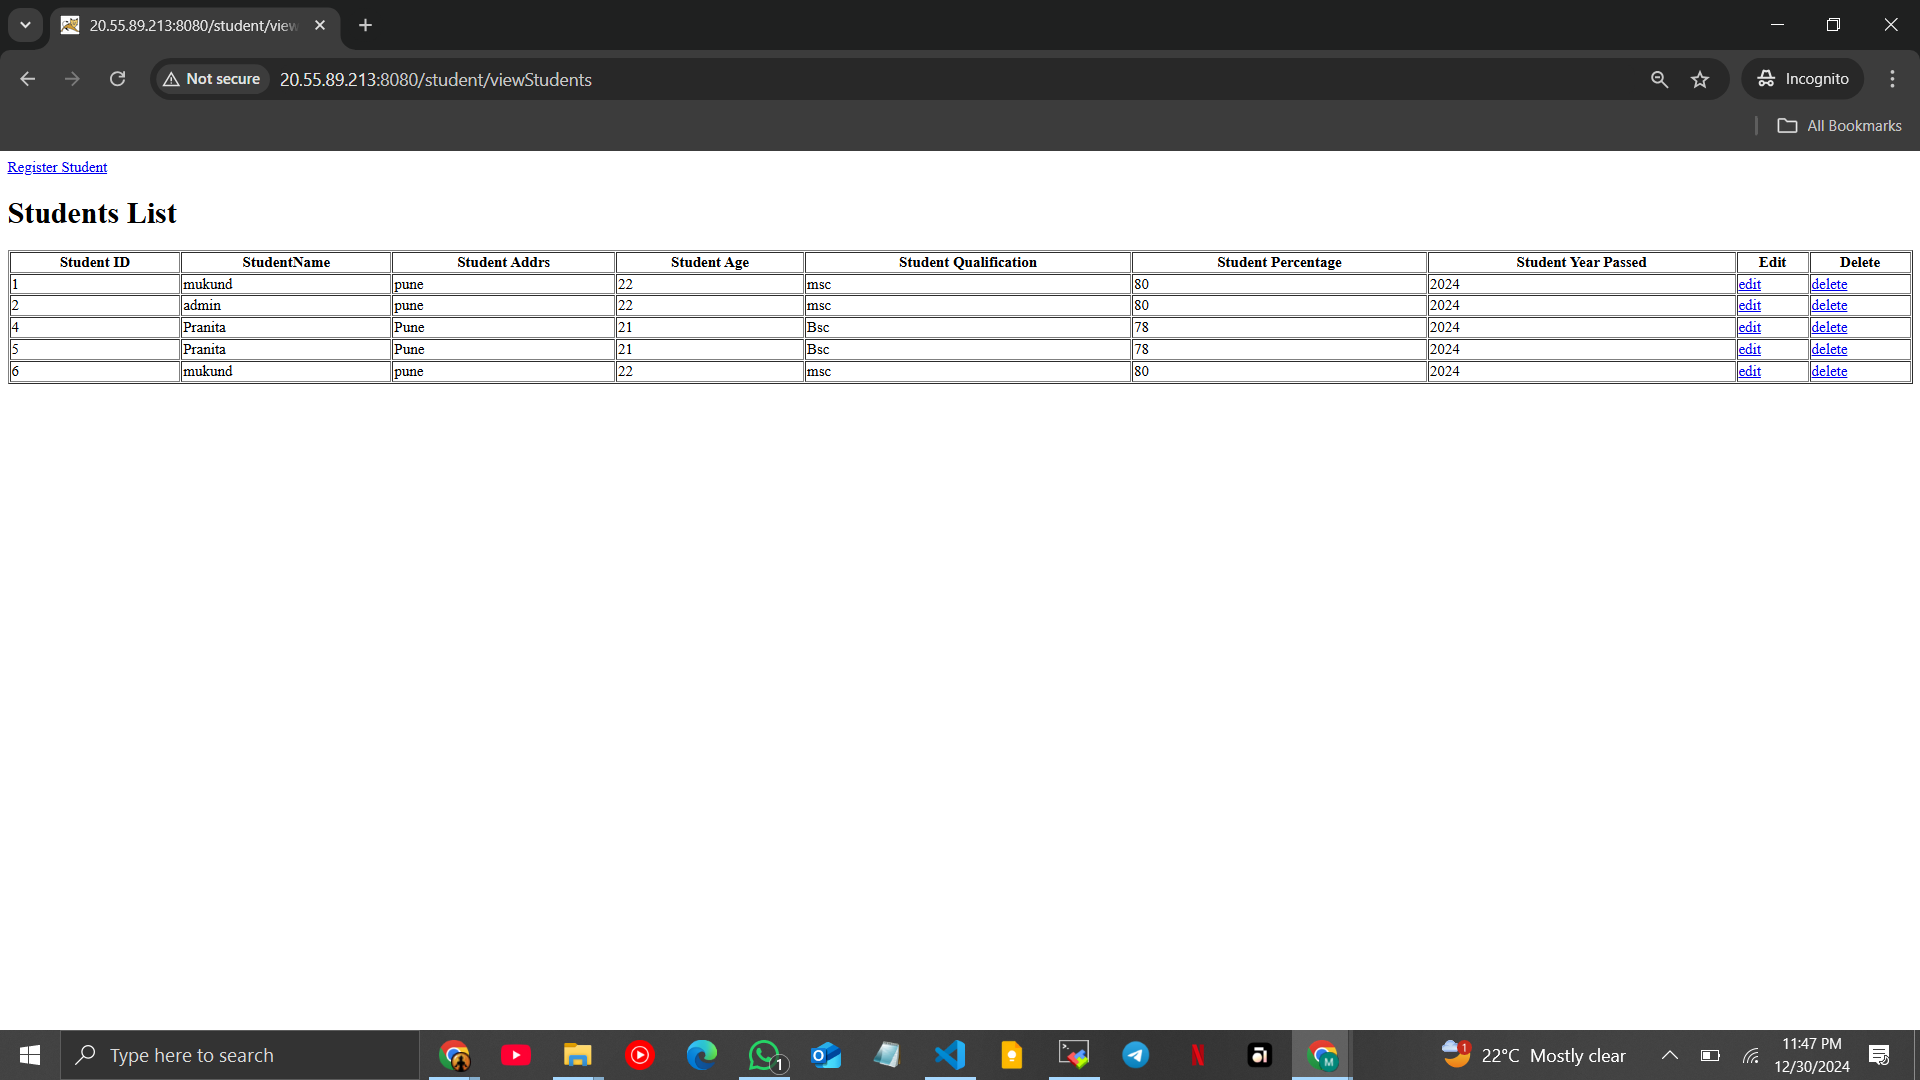 20.55.89.213:8080/student/view
Not secure 20.55.89.213:8080/student/viewStudents Incognito
All Bookmarks
Register Student
Students List
Student ID StudentName Student Addrs Student Age Student Qualification Student Percentage Student Year Passed Edit Delete
1 mukund pune 22 msc 80 2024 edit delete
2 admin pune 22 msc 80 2024 edit delete
4 Pranita Pune 21 Bsc 78 2024 edit delete
5 Pranita Pune 21 Bsc 78 2024 edit delete
6 mukund pune 22 msc 80 2024 edit delete
Type here to search 1 M 1 22°C Mostly clear 11:47 PM
12/30/2024